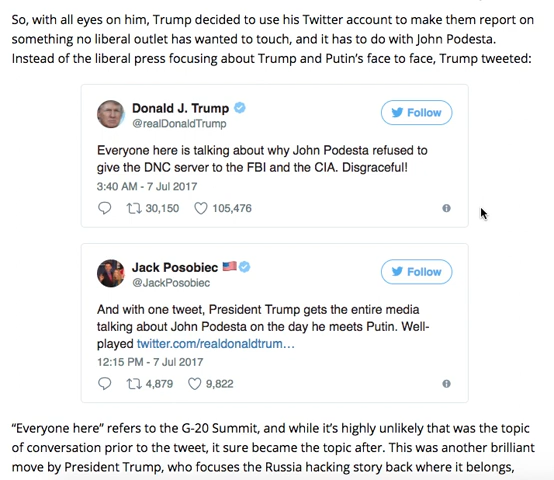 So, with all eyes on him, Trump decided to use his Twitter account to make them report on
something no liberal outlet has wanted to touch, and it has to do with John Podesta.
Instead of the liberal press focusing about Trump and Putin's face to face, Trump tweeted:
Donald J. Trump
@realDonaldTrump
Follow
Everyone here is talking about why John Podesta refused to
give the DNC server to the FBI and the CIA. Disgraceful!
3:40 AM - 7 Jul 2017
30,150 105,476
Jack Posobiec 🇺🇸
@JackPosobiec
Follow
And with one tweet, President Trump gets the entire media
talking about John Podesta on the day he meets Putin. Well-
played twitter.com/realdonaldtrum…
12:15 PM - 7 Jul 2017
4,879 9,822
"Everyone here" refers to the G-20 Summit, and while it's highly unlikely that was the topic
of conversation prior to the tweet, it sure became the topic after. This was another brilliant
move by President Trump, who focuses the Russia hacking story back where it belongs,